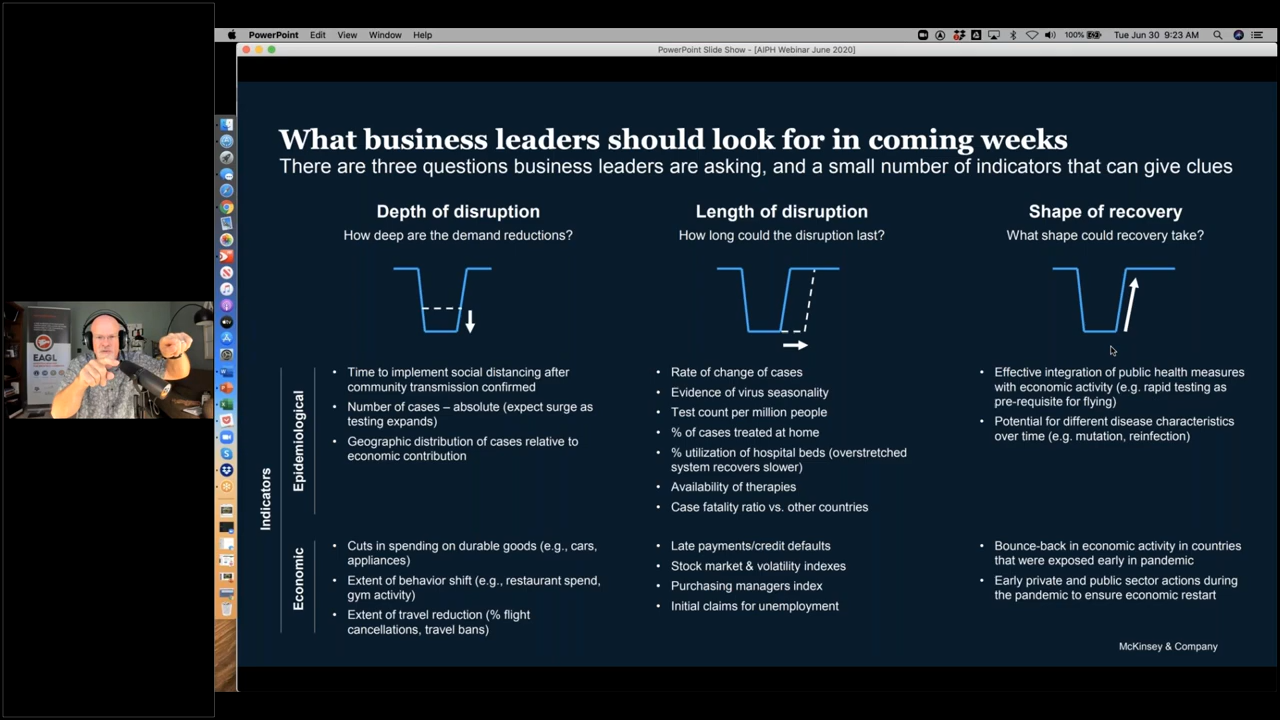 PowerPoint Edit View Window Help
100% Tue Jun 30 9:23 AM
PowerPoint Slide Show - [AIPH Webinar June 2020]
What business leaders should look for in coming weeks
There are three questions business leaders are asking, and a small number of indicators that can give clues
Depth of disruption
How deep are the demand reductions?
Length of disruption
How long could the disruption last?
Shape of recovery
What shape could recovery take?
Indicators
Epidemiological
• Time to implement social distancing after
community transmission confirmed
• Number of cases – absolute (expect surge as
testing expands)
• Geographic distribution of cases relative to
economic contribution
• Rate of change of cases
• Evidence of virus seasonality
• Test count per million people
• % of cases treated at home
• % utilization of hospital beds (overstretched
system recovers slower)
• Availability of therapies
• Case fatality ratio vs. other countries
• Effective integration of public health measures
with economic activity (e.g. rapid testing as
pre-requisite for flying)
• Potential for different disease characteristics
over time (e.g. mutation, reinfection)
Economic
• Cuts in spending on durable goods (e.g., cars,
appliances)
• Extent of behavior shift (e.g., restaurant spend,
gym activity)
• Extent of travel reduction (% flight
cancellations, travel bans)
• Late payments/credit defaults
• Stock market & volatility indexes
• Purchasing managers index
• Initial claims for unemployment
• Bounce-back in economic activity in countries
that were exposed early in pandemic
• Early private and public sector actions during
the pandemic to ensure economic restart
McKinsey & Company
EAGL